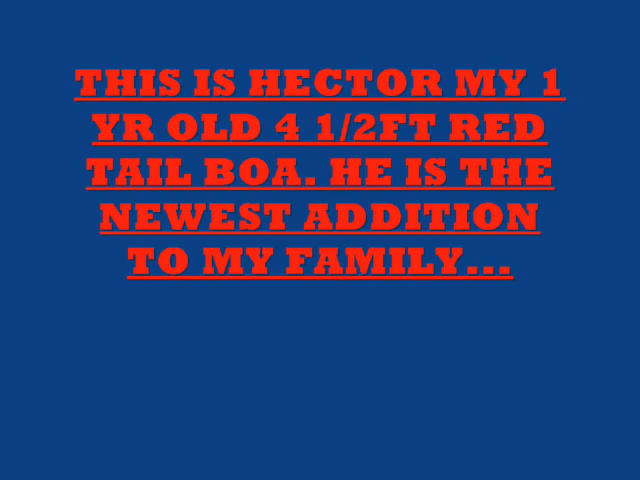 THIS IS HECTOR MY 1
YR OLD 4 1/2FT RED
TAIL BOA. HE IS THE
NEWEST ADDITION
TO MY FAMILY...